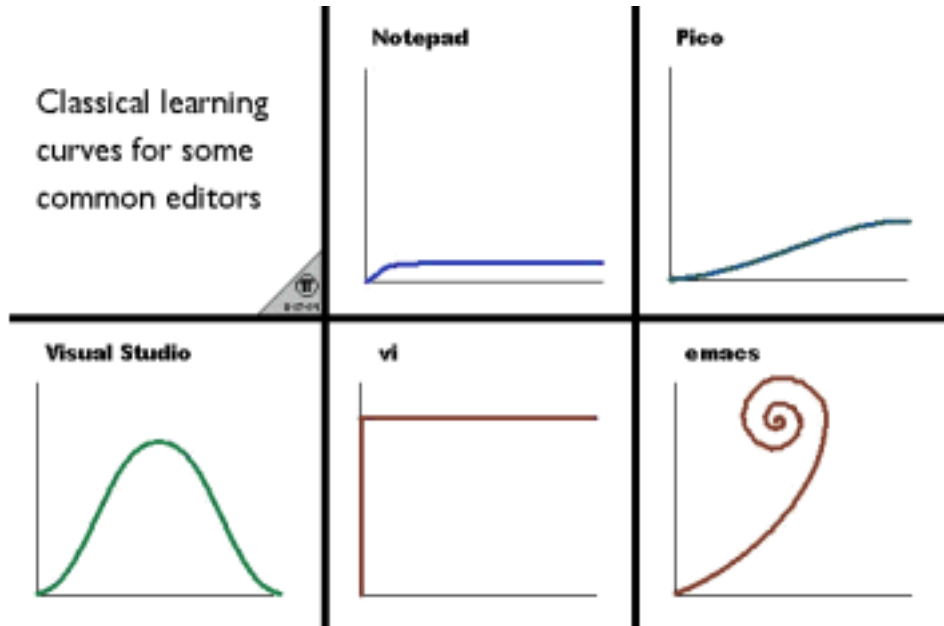 Classical learning
curves for some
common editors
Notepad
Pico
Visual Studio
vi
emacs